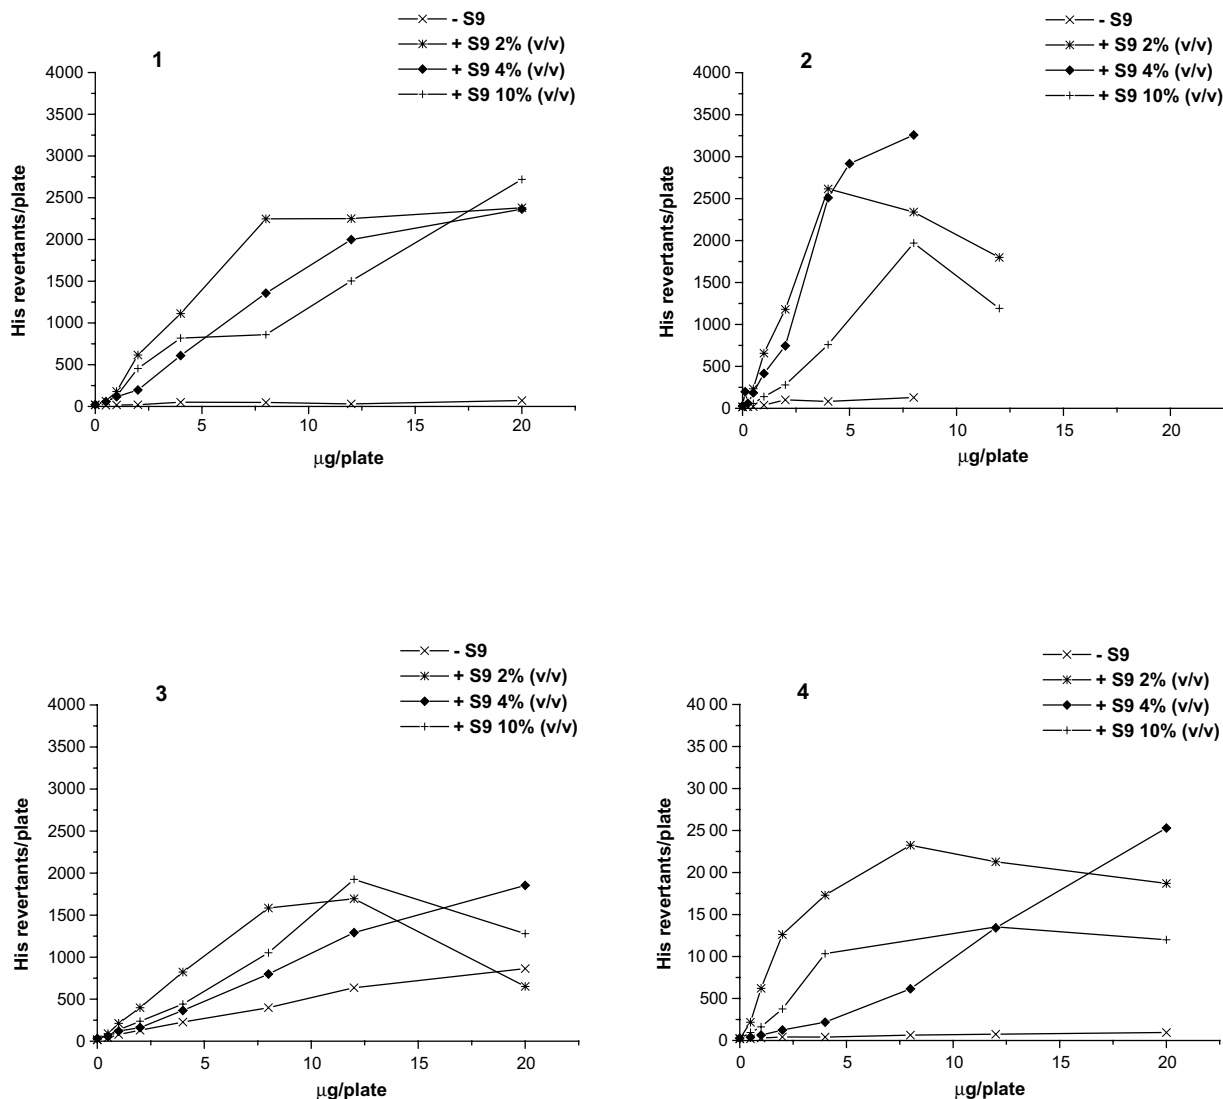 - S9
+ S9 2% (v/v)
+ S9 4% (v/v)
+ S9 10% (v/v)
1
4000
3500
3000
2500
2000
1500
1000
500
0
His revertants/plate
0 5 10 15 20
μg/plate
- S9
+ S9 2% (v/v)
+ S9 4% (v/v)
+ S9 10% (v/v)
2
4000
3500
3000
2500
2000
1500
1000
500
0
His revertants/plate
0 5 10 15 20
μg/plate
- S9
+ S9 2% (v/v)
+ S9 4% (v/v)
+ S9 10% (v/v)
3
4000
3500
3000
2500
2000
1500
1000
500
0
His revertants/plate
0 5 10 15 20
μg/plate
- S9
+ S9 2% (v/v)
+ S9 4% (v/v)
+ S9 10% (v/v)
4
40 00
35 00
30 00
25 00
20 00
15 00
10 00
500
0
His revertants/plate
0 5 10 15 20
μg/plate